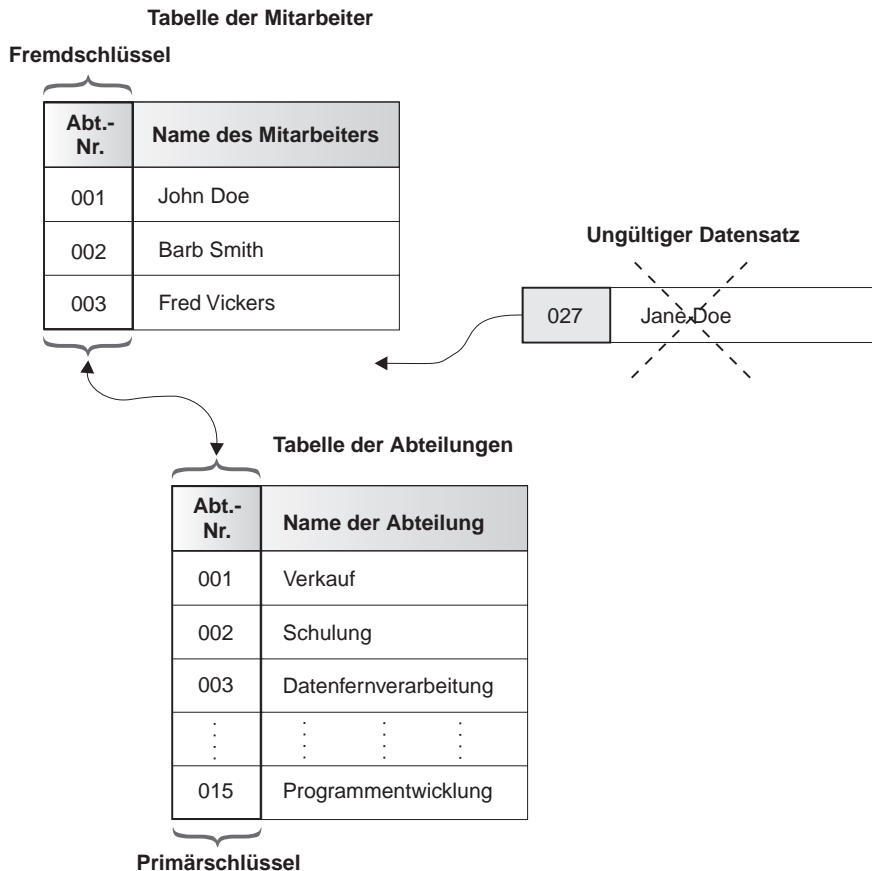 Tabelle der Mitarbeiter
Fremdschlüssel
Abt.-
Nr.
Name des Mitarbeiters
001 John Doe
002 Barb Smith
003 Fred Vickers
Ungültiger Datensatz
027 Jane Doe
Tabelle der Abteilungen
Abt.-
Nr.
Name der Abteilung
001 Verkauf
002 Schulung
003 Datenfernverarbeitung
015 Programmentwicklung
Primärschlüssel